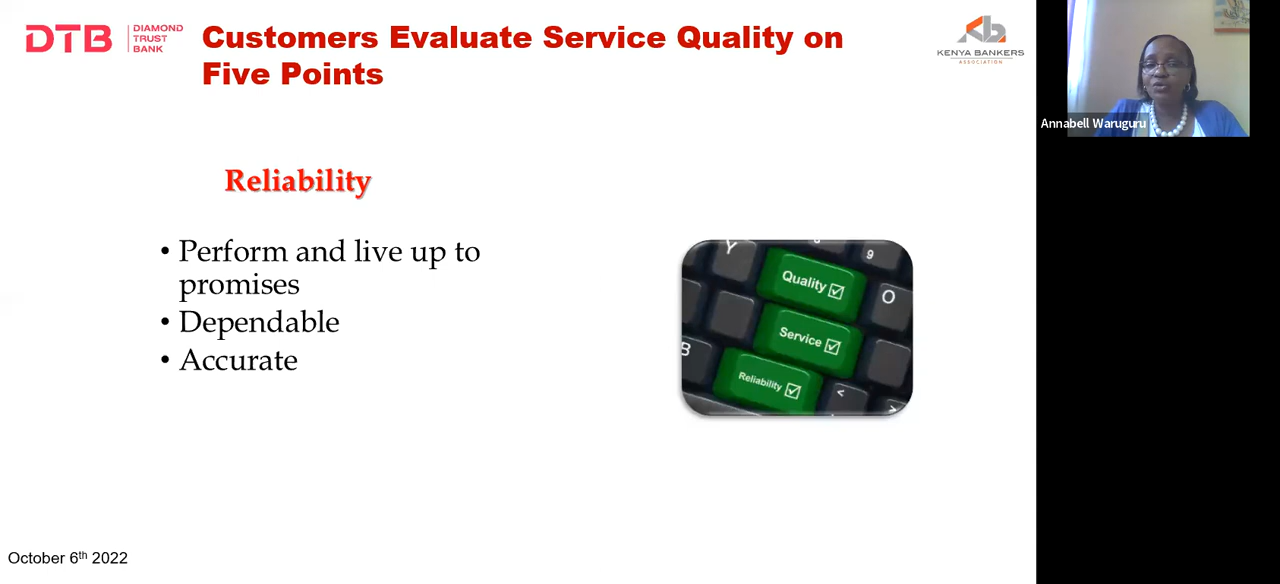 DTB
DIAMOND
TRUST
BANK
Customers Evaluate Service Quality on
Five Points
KENYA BANKERS
ASSOCIATION
Annabell Waruguru
Reliability
• Perform and live up to
promises
• Dependable
• Accurate
Y
9
Quality
O
Service
B
Reliability
<
>
October 6th 2022